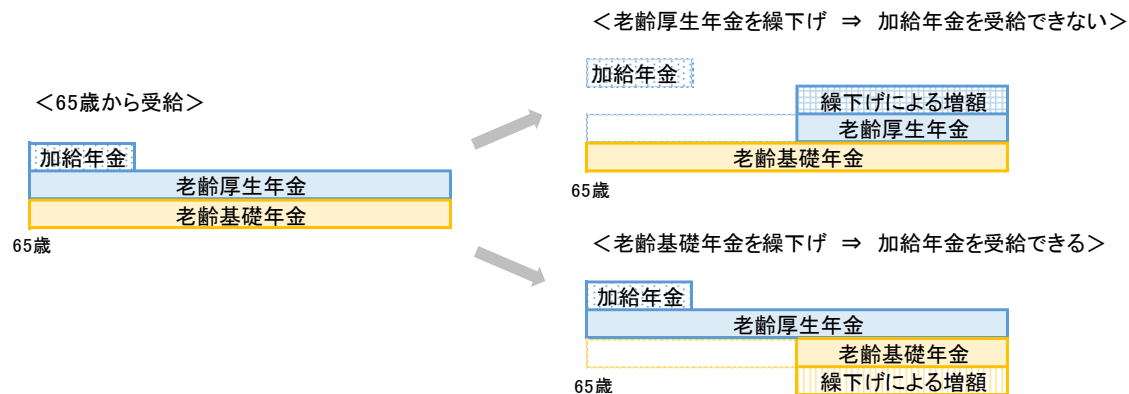 ＜65歳から受給＞
加給年金
老齢厚生年金
老齢基礎年金
65歳
＜老齢厚生年金を繰下げ ⇒ 加給年金を受給できない＞
加給年金
繰下げによる増額
老齢厚生年金
老齢基礎年金
65歳
＜老齢基礎年金を繰下げ ⇒ 加給年金を受給できる＞
加給年金
老齢厚生年金
老齢基礎年金
繰下げによる増額
65歳